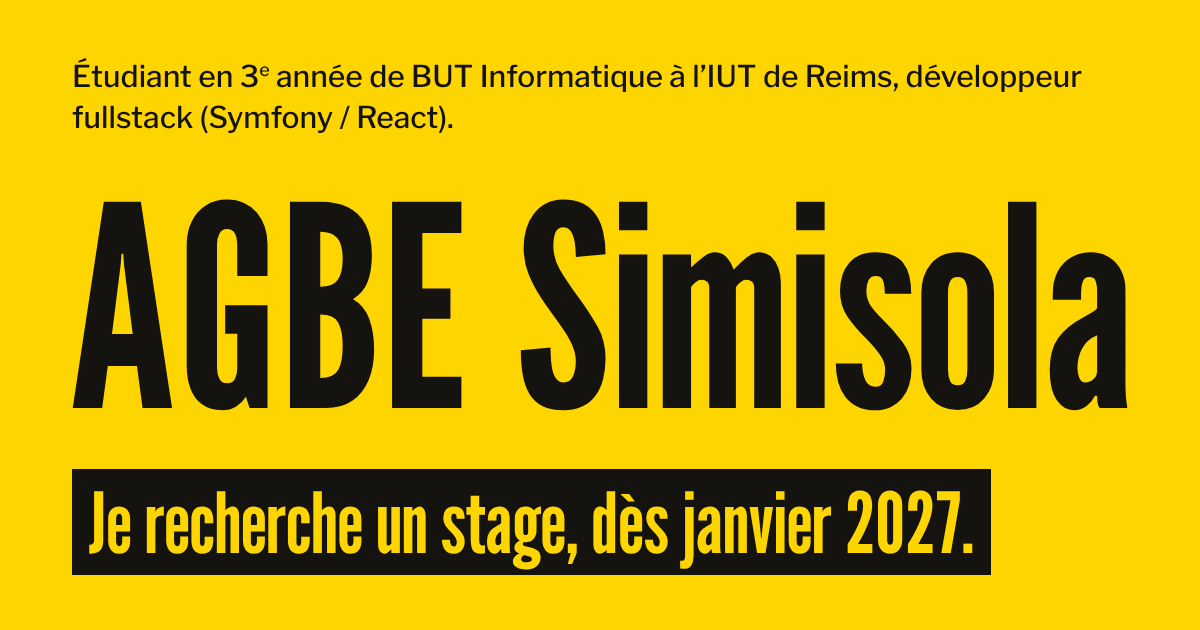 Étudiant en 3ᵉ année de BUT Informatique à l’IUT de Reims, développeur
fullstack (Symfony / React).
AGBE Simisola
Je recherche un stage, dès janvier 2027.